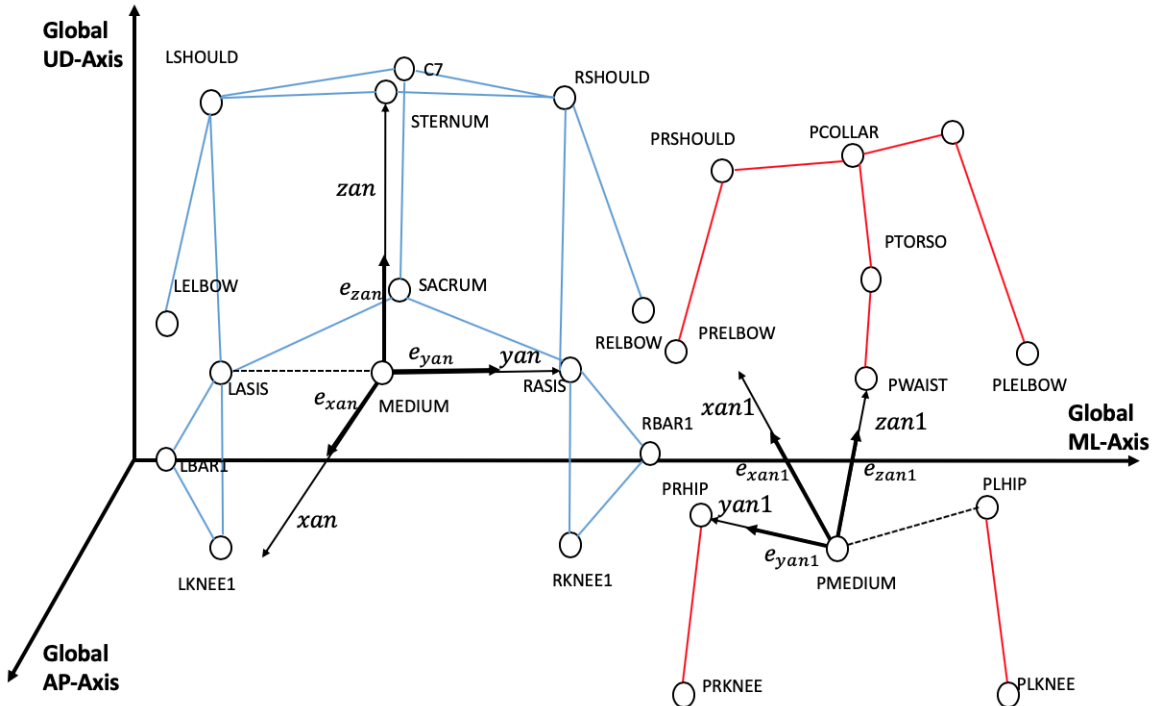 Global
UD-Axis
LSHOULD
C7
RSHOULD
STERNUM
PRSHOULD
PCOLLAR
zan
PTORSO
LELBOW
e_zan
SACRUM
RELBOW
PRELBOW
e_yan
yan
LASIS
RASIS
PWAIST
PLELBOW
e_xan
MEDIUM
xan1
zan1
Global
ML-Axis
RBAR1
LBAR1
e_xan1
e_zan1
PRHIP
yan1
PLHIP
xan
e_yan1
LKNEE1
RKNEE1
PMEDIUM
Global
AP-Axis
PRKNEE
PLKNEE